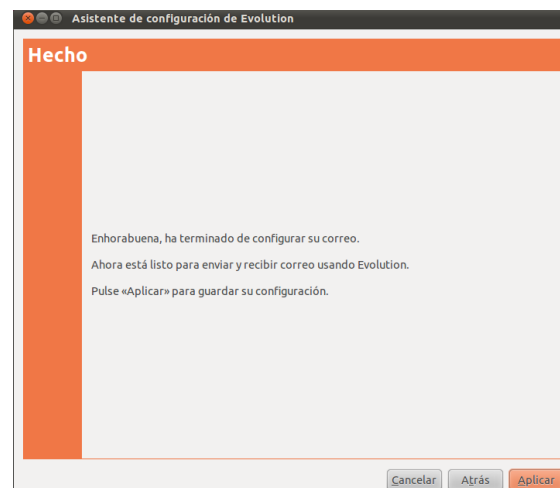 Asistente de configuración de Evolution
Hecho
Enhorabuena, ha terminado de configurar su correo.
Ahora está listo para enviar y recibir correo usando Evolution.
Pulse «Aplicar» para guardar su configuración.
Cancelar Atrás Aplicar